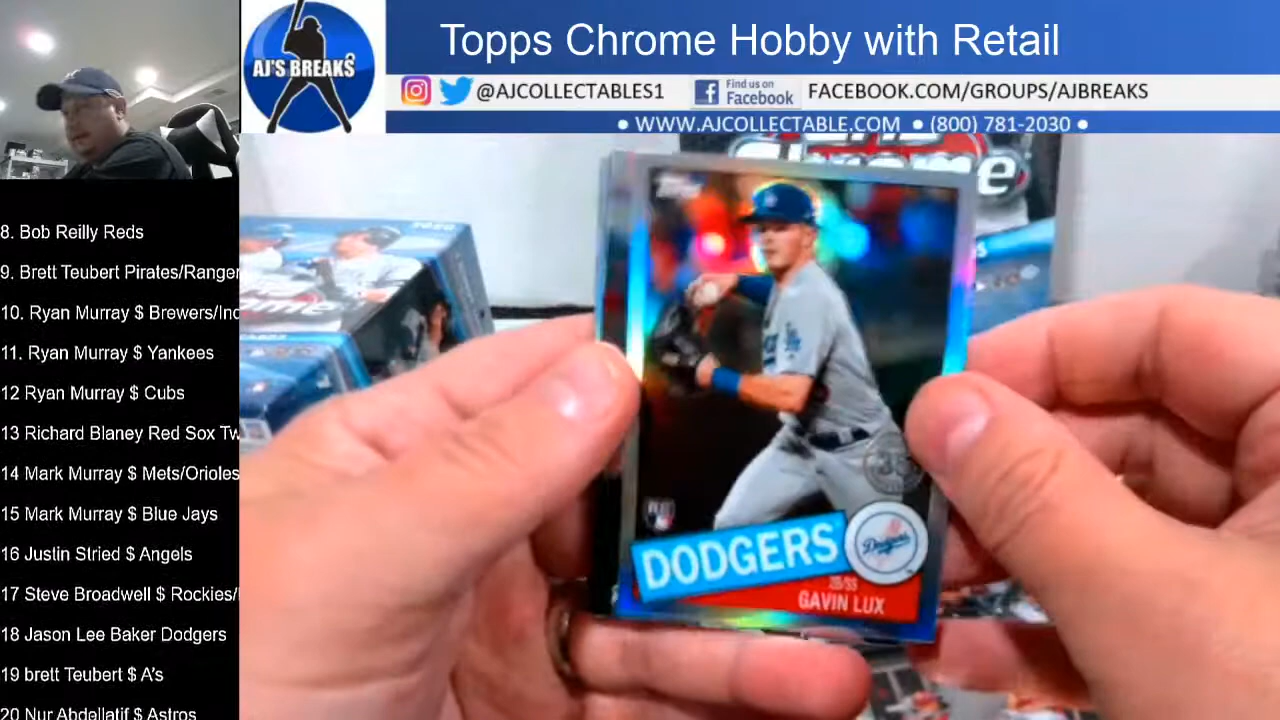 AJ'S BREAKS
Topps Chrome Hobby with Retail
@AJCOLLECTABLES1
Find us on
Facebook
FACEBOOK.COM/GROUPS/AJBREAKS
• WWW.AJCOLLECTABLE.COM • (800) 781-2030 •
8. Bob Reilly Reds
9. Brett Teubert Pirates/Ranger
10. Ryan Murray $ Brewers/Ind
11. Ryan Murray $ Yankees
12 Ryan Murray $ Cubs
13 Richard Blaney Red Sox Tw
14 Mark Murray $ Mets/Orioles
15 Mark Murray $ Blue Jays
16 Justin Stried $ Angels
17 Steve Broadwell $ Rockies/
18 Jason Lee Baker Dodgers
19 brett Teubert $ A's
20 Nur Abdellatif $ Astros
Topps
35
DODGERS
Dodgers
2B/SS
GAVIN LUX